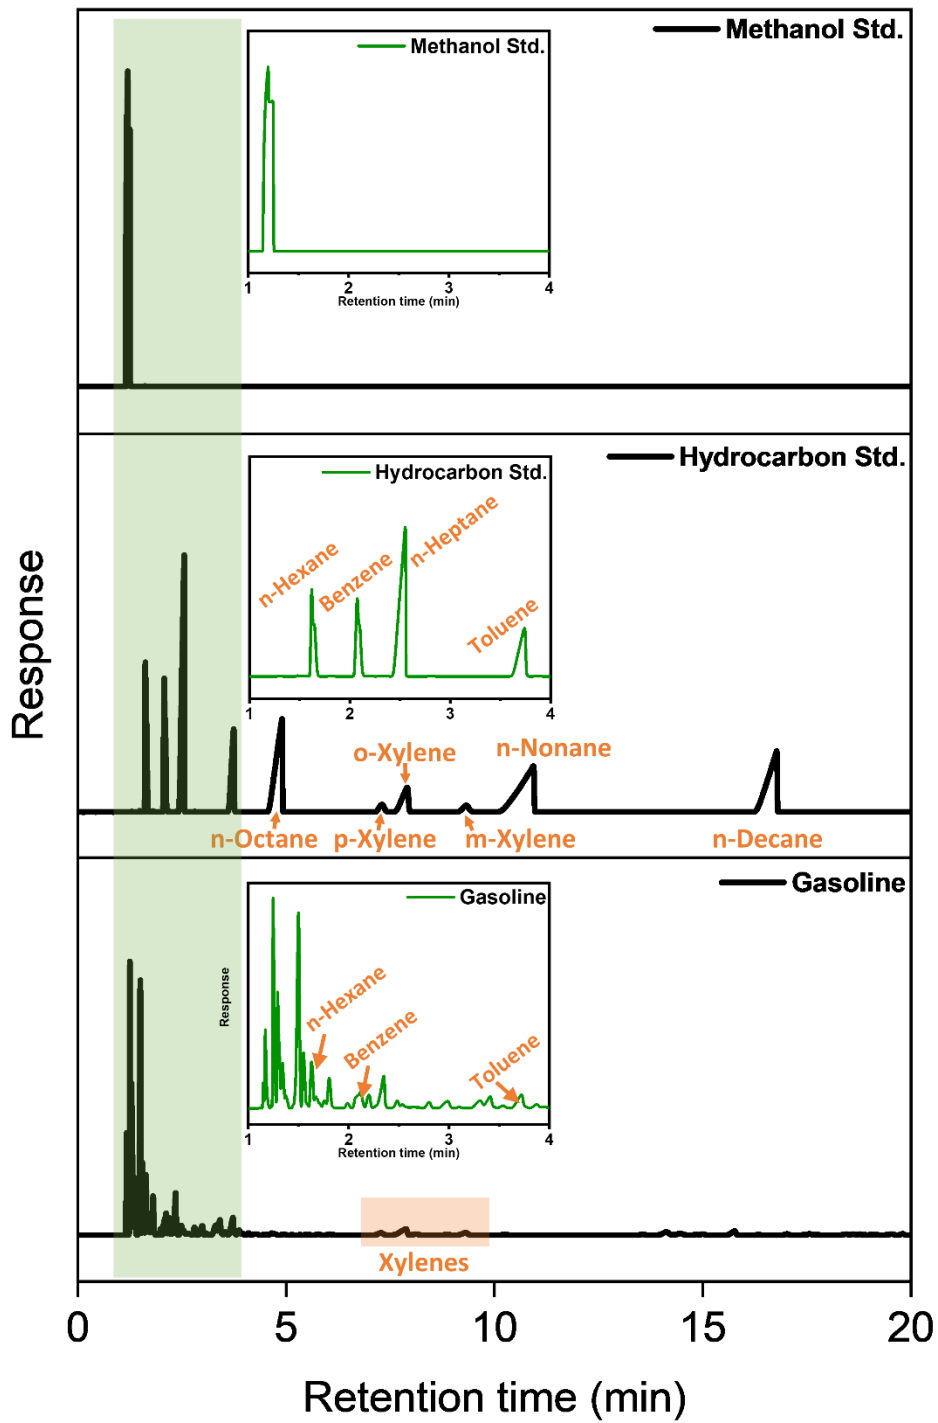 Methanol Std.
Methanol Std.
1 2 3 4
Retention time (min)
Hydrocarbon Std.
Hydrocarbon Std.
n-Hexane
Benzene
n-Heptane
Toluene
1 2 3 4
o-Xylene
n-Nonane
n-Octane
p-Xylene
m-Xylene
n-Decane
Gasoline
Gasoline
Response
n-Hexane
Benzene
Toluene
1 2 3 4
Retention time (min)
Xylenes
Response
0 5 10 15 20
Retention time (min)